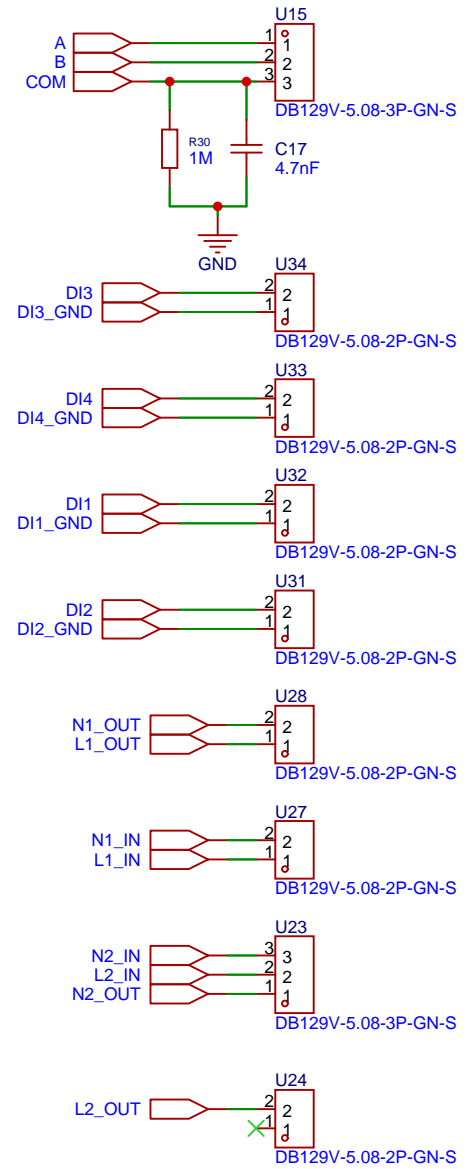 U15
A 1 1
B 2 2
COM 3 3
DB129V-5.08-3P-GN-S
R30
1M
C17
4.7nF
GND
U34
DI3 2 2
DI3_GND 1 1
DB129V-5.08-2P-GN-S
U33
DI4 2 2
DI4_GND 1 1
DB129V-5.08-2P-GN-S
U32
DI1 2 2
DI1_GND 1 1
DB129V-5.08-2P-GN-S
U31
DI2 2 2
DI2_GND 1 1
DB129V-5.08-2P-GN-S
U28
N1_OUT 2 2
L1_OUT 1 1
DB129V-5.08-2P-GN-S
U27
N1_IN 2 2
L1_IN 1 1
DB129V-5.08-2P-GN-S
U23
N2_IN 3 3
L2_IN 2 2
N2_OUT 1 1
DB129V-5.08-3P-GN-S
U24
L2_OUT 2 2
1 1
DB129V-5.08-2P-GN-S